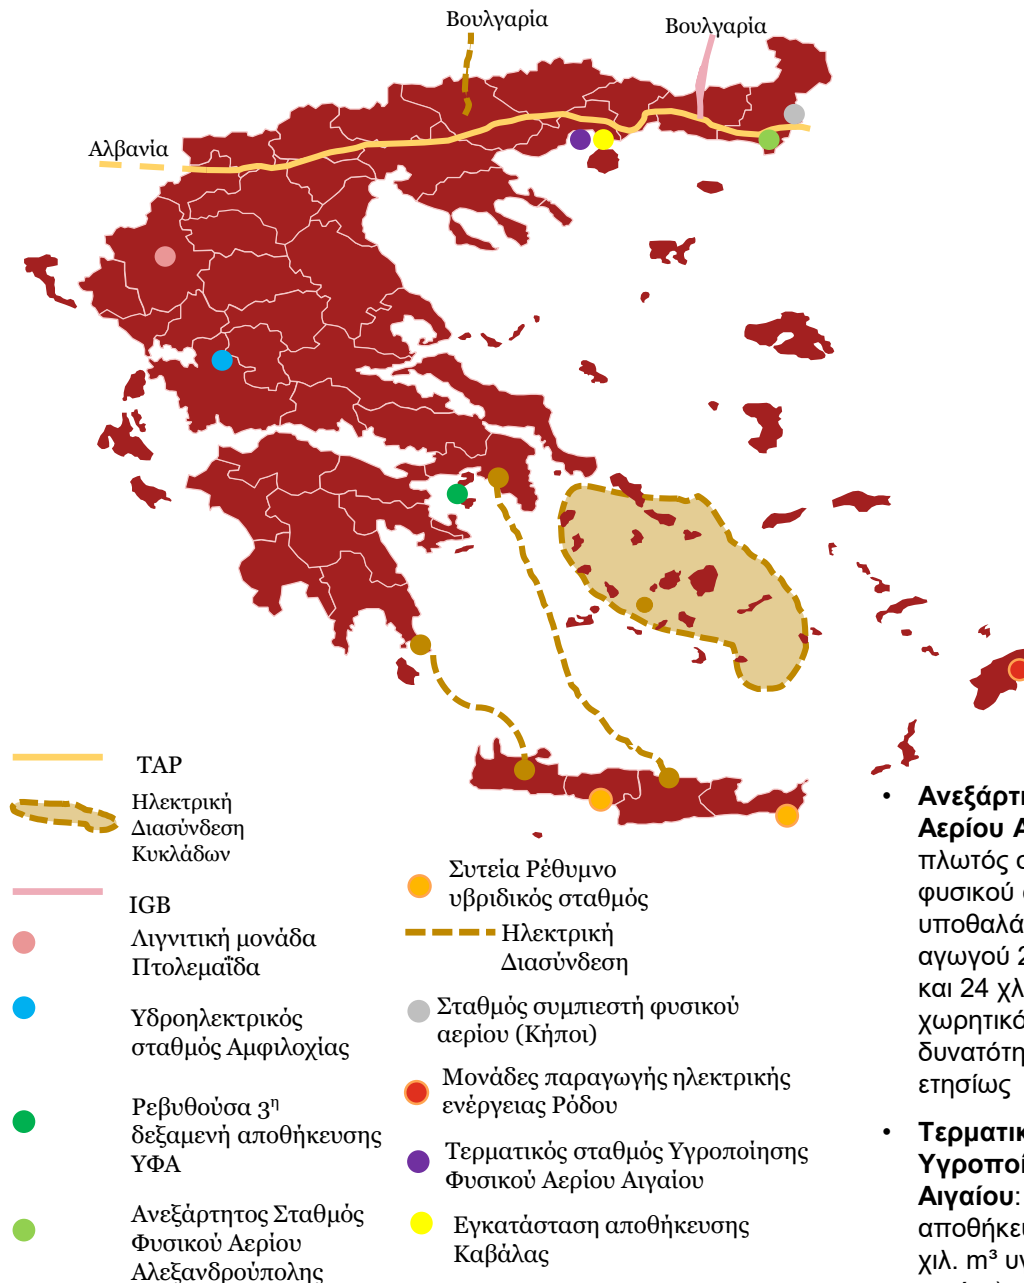 Βουλγαρία
Βουλγαρία
Αλβανία
TAP
Ηλεκτρική
Διασύνδεση
Κυκλάδων
IGB
Λιγνιτική μονάδα
Πτολεμαΐδα
Υδροηλεκτρικός
σταθμός Αμφιλοχίας
Ρεβυθούσα 3η
δεξαμενή αποθήκευσης
ΥΦΑ
Ανεξάρτητος Σταθμός
Φυσικού Αερίου
Αλεξανδρούπολης
Συτεία Ρέθυμνο
υβριδικός σταθμός
Ηλεκτρική
Διασύνδεση
Σταθμός συμπιεστή φυσικού
αερίου (Κήποι)
Μονάδες παραγωγής ηλεκτρικής
ενέργειας Ρόδου
Τερματικός σταθμός Υγροποίησης
Φυσικού Αερίου Αιγαίου
Εγκατάσταση αποθήκευσης
Καβάλας
• Ανεξάρτη
Αερίου Α
πλωτός σ
φυσικού
υποθαλά
αγωγού 2
και 24 χλ
χωρητικό
δυνατότη
ετησίως
• Τερματικ
Υγροποί
Αιγαίου:
αποθήκευ
χιλ. m³ υν